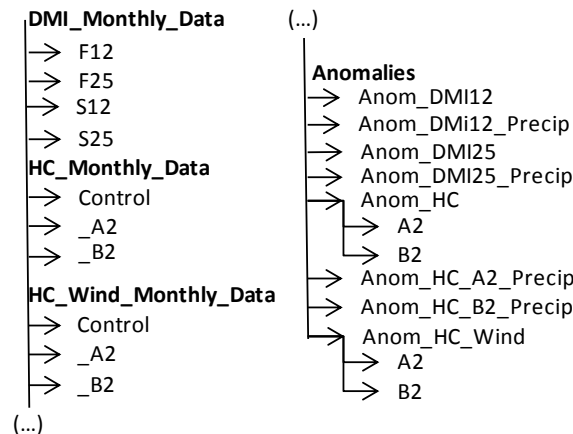 DMI_Monthly_Data
F12
F25
S12
S25
HC_Monthly_Data
Control
_A2
_B2
HC_Wind_Monthly_Data
Control
_A2
_B2
(...)
(...)
Anomalies
Anom_DMI12
Anom_DMi12_Precip
Anom_DMI25
Anom_DMI25_Precip
Anom_HC
A2
B2
Anom_HC_A2_Precip
Anom_HC_B2_Precip
Anom_HC_Wind
A2
B2